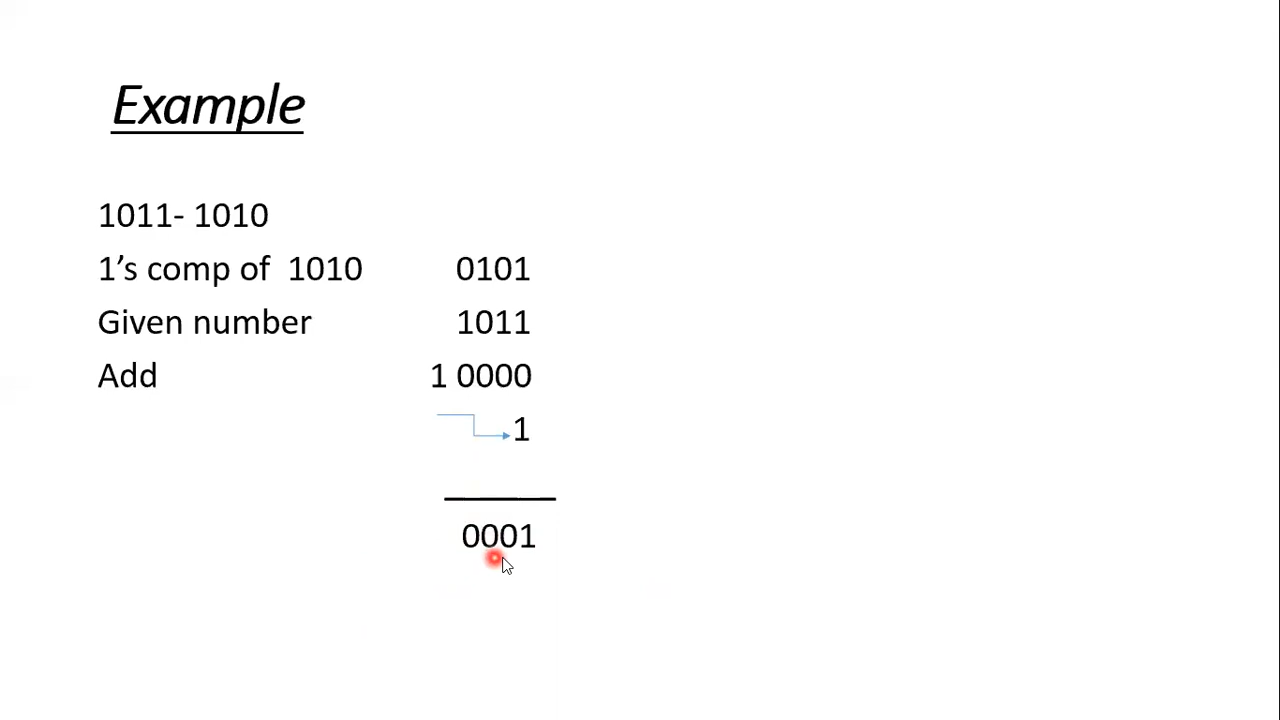 Example
1011- 1010
1’s comp of 1010 0101
Given number 1011
Add 1 0000
1
0001